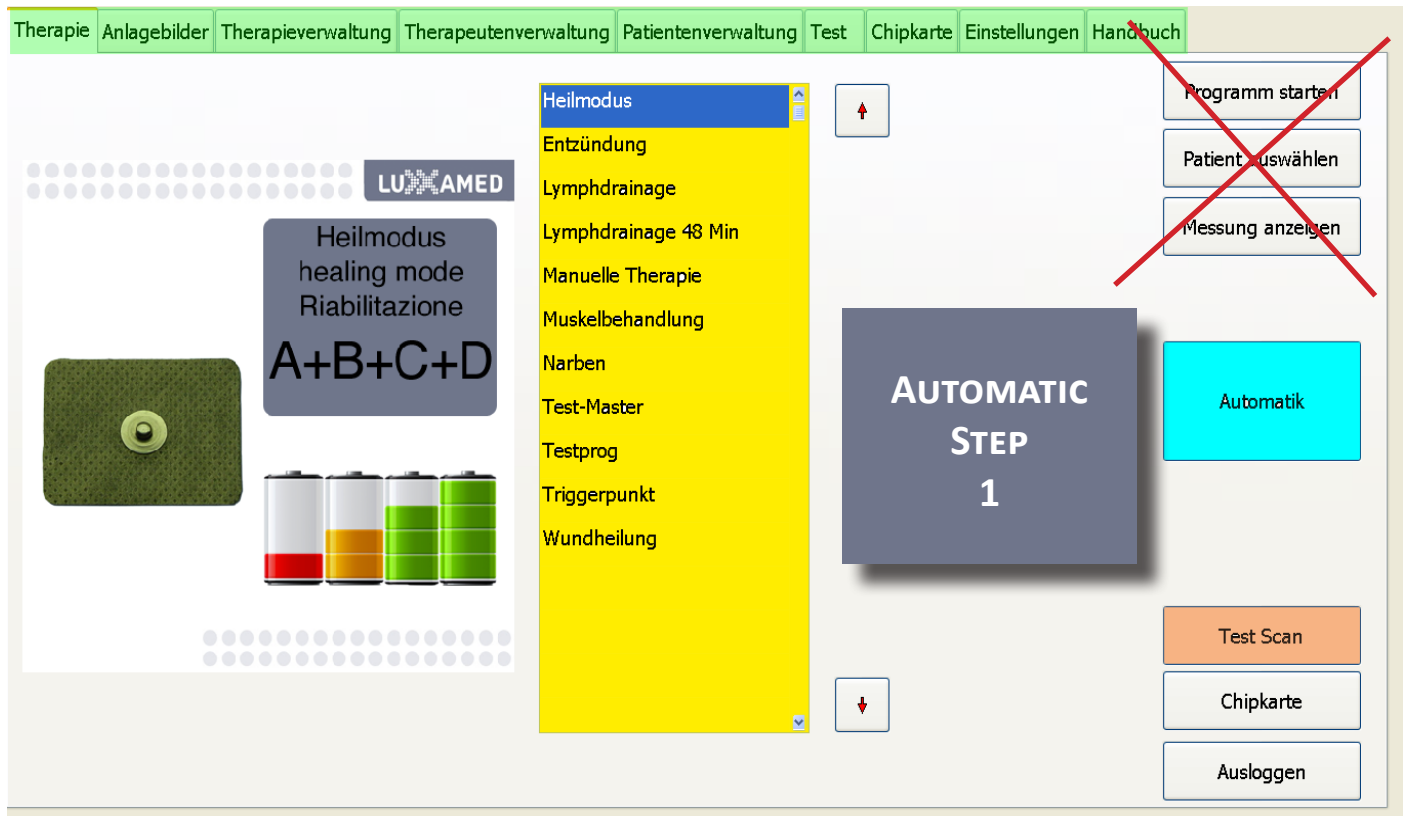 Therapie Anlagebilder Therapieverwaltung Therapeutenverwaltung Patientenverwaltung Test Chipkarte Einstellungen Handbuch
LUXXAMED
Heilmodus
healing mode
Riabilitazione
A+B+C+D
Heilmodus
Entzündung
Lymphdrainage
Lymphdrainage 48 Min
Manuelle Therapie
Muskelbehandlung
Narben
Test-Master
Testprog
Triggerpunkt
Wundheilung
AUTOMATIC
STEP
1
Programm starten
Patient auswählen
Messung anzeigen
Automatik
Test Scan
Chipkarte
Ausloggen